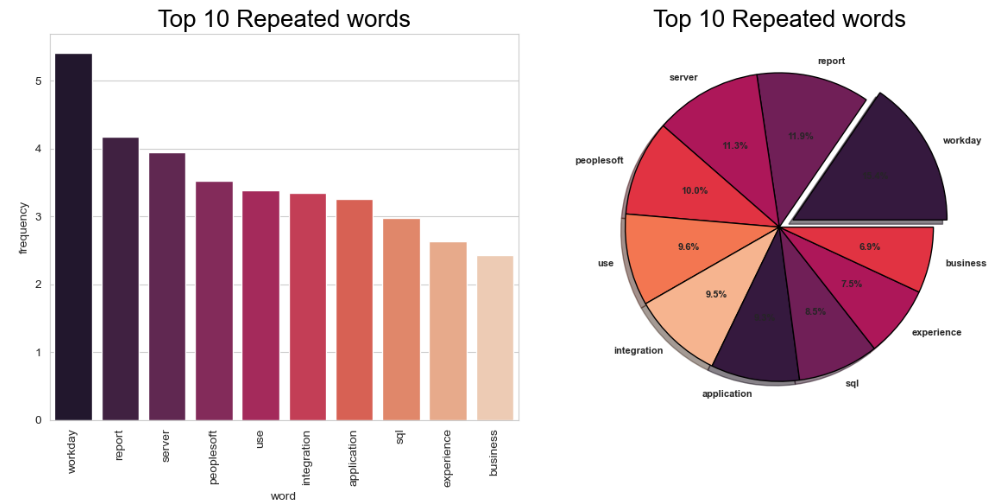 Top 10 Repeated words
5
4
3
2
1
0
frequency
workday
report
server
peoplesoft
use
integration
application
sql
experience
business
word
Top 10 Repeated words
report
server
workday
11.9%
11.3%
peoplesoft
10.0%
use
9.6%
6.9%
business
9.5%
7.5%
8.5%
experience
integration
application
sql